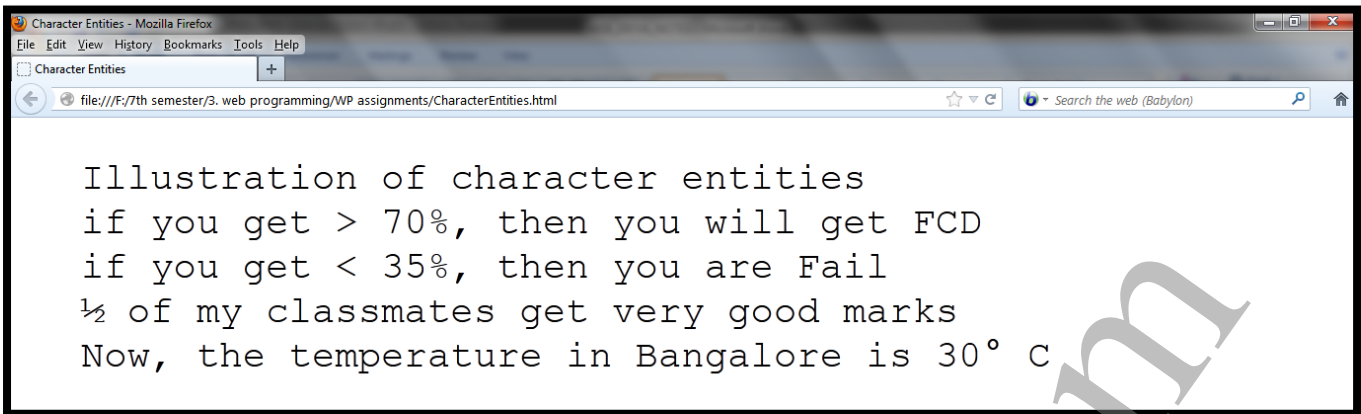 Character Entities - Mozilla Firefox
File Edit View History Bookmarks Tools Help
Character Entities +
file:///F:/7th semester/3. web programming/WP assignments/CharacterEntities.html Search the web (Babylon)
Illustration of character entities
if you get > 70%, then you will get FCD
if you get < 35%, then you are Fail
½ of my classmates get very good marks
Now, the temperature in Bangalore is 30° C
m